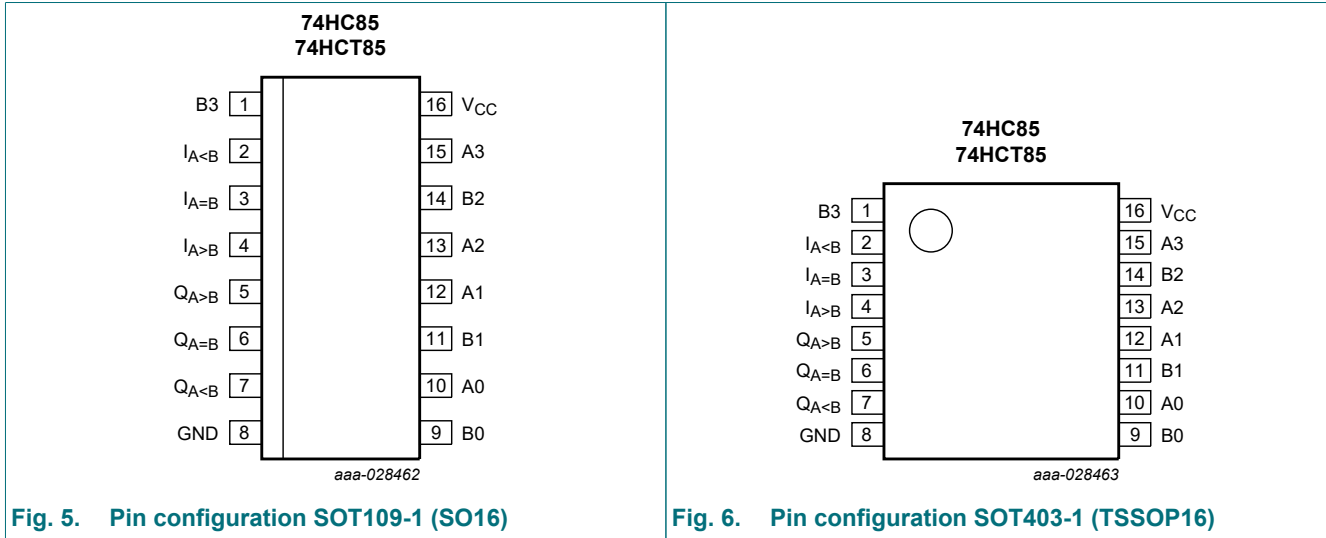 74HC85
74HCT85
B3 1 16 VCC
IA<B 2 15 A3
IA=B 3 14 B2
IA>B 4 13 A2
QA>B 5 12 A1
QA=B 6 11 B1
QA<B 7 10 A0
GND 8 9 B0
aaa-028462
Fig. 5. Pin configuration SOT109-1 (SO16)
74HC85
74HCT85
B3 1 16 VCC
IA<B 2 15 A3
IA=B 3 14 B2
IA>B 4 13 A2
QA>B 5 12 A1
QA=B 6 11 B1
QA<B 7 10 A0
GND 8 9 B0
aaa-028463
Fig. 6. Pin configuration SOT403-1 (TSSOP16)